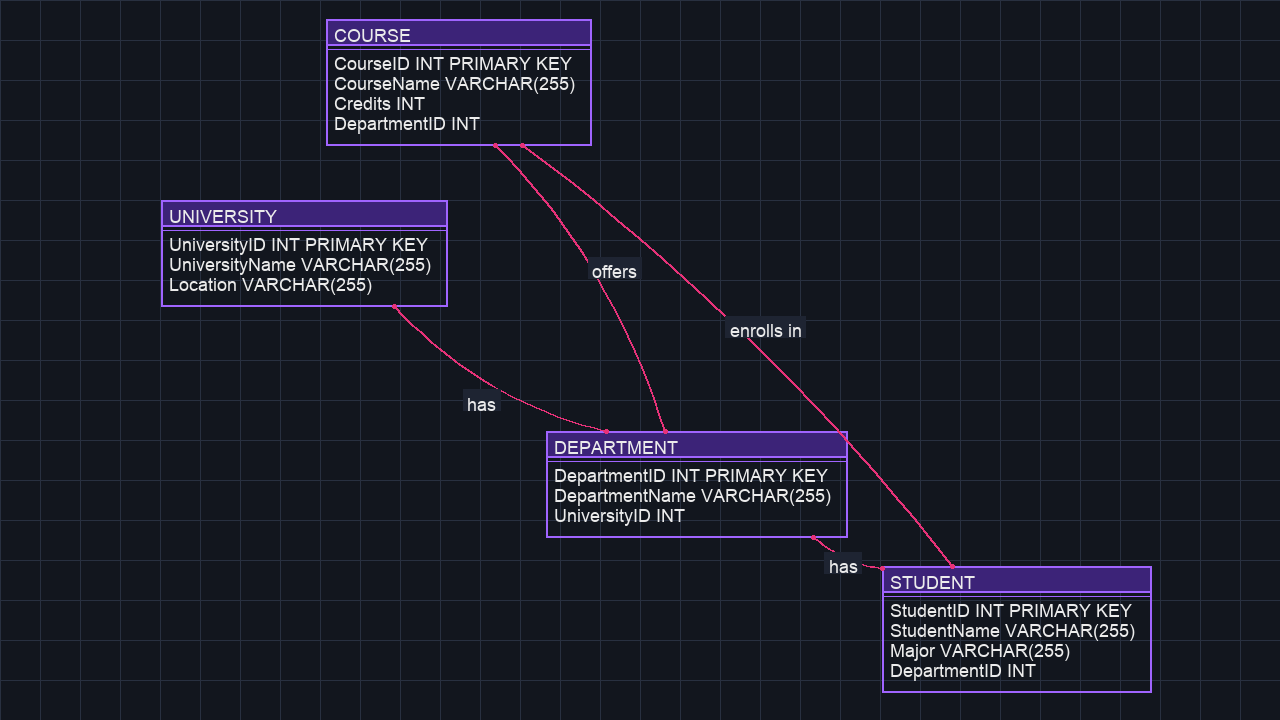 COURSE
CourseID INT PRIMARY KEY
CourseName VARCHAR(255)
Credits INT
DepartmentID INT
UNIVERSITY
UniversityID INT PRIMARY KEY
UniversityName VARCHAR(255)
Location VARCHAR(255)
offers
enrolls in
has
DEPARTMENT
DepartmentID INT PRIMARY KEY
DepartmentName VARCHAR(255)
UniversityID INT
has
STUDENT
StudentID INT PRIMARY KEY
StudentName VARCHAR(255)
Major VARCHAR(255)
DepartmentID INT